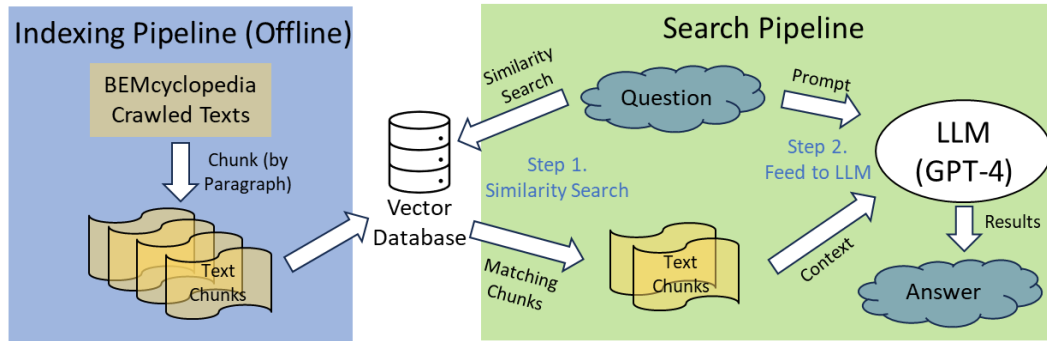 Indexing Pipeline (Offline)
BEMcyclopedia
Crawled Texts
Chunk (by
Paragraph)
Text
Chunks
Vector
Database
Search Pipeline
Similarity
Search
Question
Prompt
Step 1.
Similarity Search
Step 2.
Feed to LLM
LLM
(GPT-4)
Matching
Chunks
Text
Chunks
Context
Results
Answer